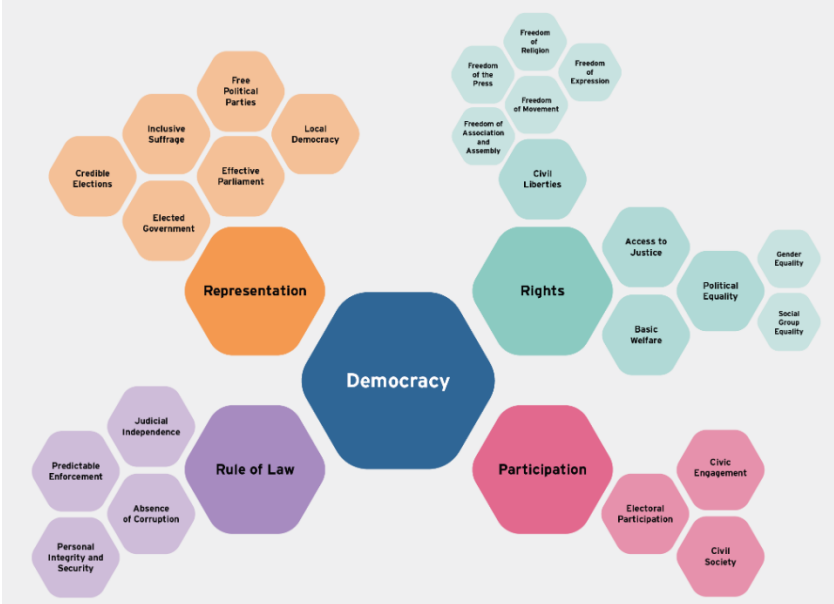 Free
Political
Parties
Inclusive
Suffrage
Local
Democracy
Credible
Elections
Effective
Parliament
Elected
Government
Representation
Freedom
of
Religion
Freedom
of the
Press
Freedom
of
Expression
Freedom
of Movement
Freedom of
Association
and
Assembly
Civil
Liberties
Rights
Access to
Justice
Political
Equality
Gender
Equality
Social
Group
Equality
Basic
Welfare
Democracy
Judicial
Independence
Predictable
Enforcement
Rule of Law
Absence
of Corruption
Personal
Integrity and
Security
Participation
Civic
Engagement
Electoral
Participation
Civil
Society